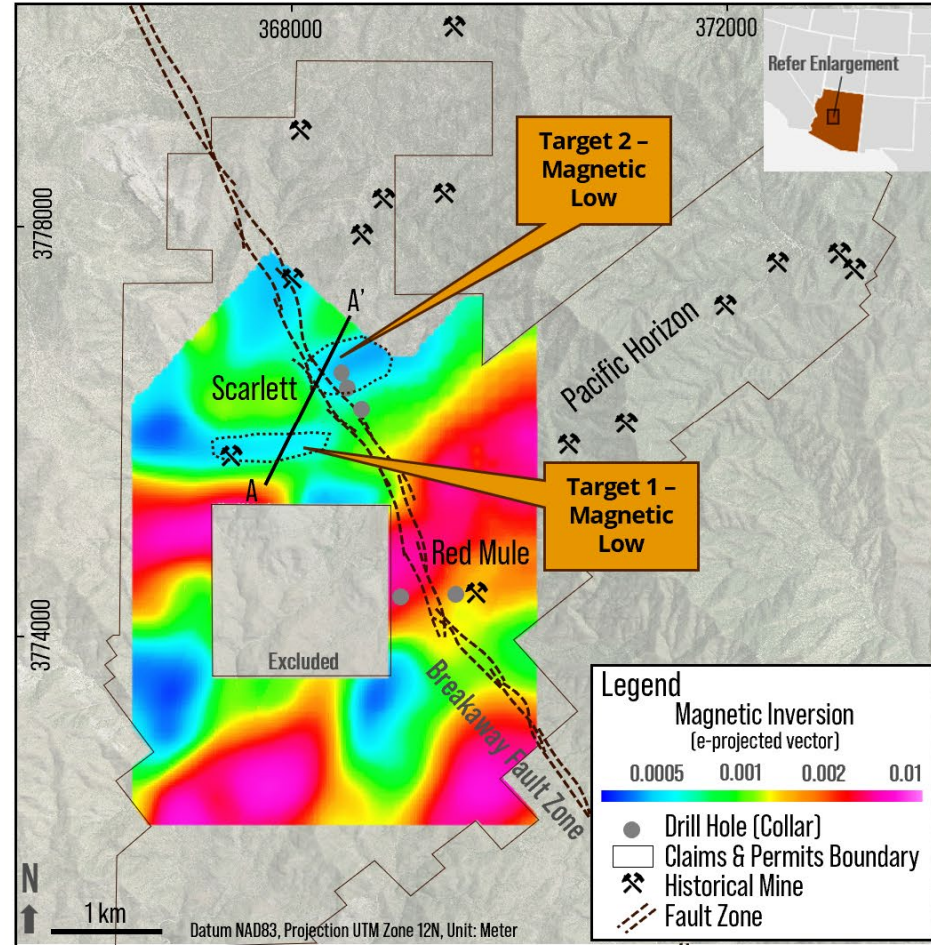 368000
372000
Refer Enlargement
Target 2 –
Magnetic
Low
3778000
A'
Pacific Horizon
Scarlett
A
Target 1 –
Magnetic
Low
Red Mule
3774000
Excluded
Breakaway Fault Zone
Legend
Magnetic Inversion
(e-projected vector)
0.0005 0.001 0.002 0.01
Drill Hole (Collar)
Claims & Permits Boundary
Historical Mine
Fault Zone
N
1 km
Datum NAD83, Projection UTM Zone 12N, Unit: Meter